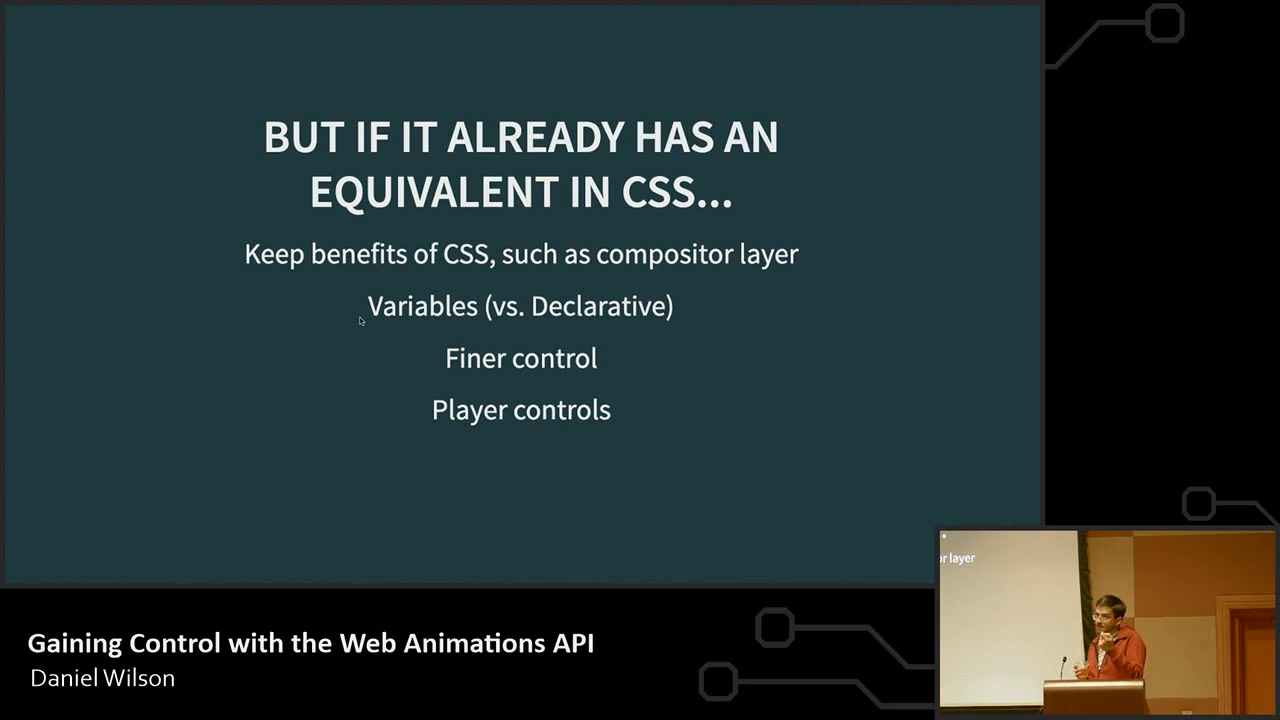 BUT IF IT ALREADY HAS AN
EQUIVALENT IN CSS...
Keep benefits of CSS, such as compositor layer
Variables (vs. Declarative)
Finer control
Player controls
or layer
Gaining Control with the Web Animations API
Daniel Wilson